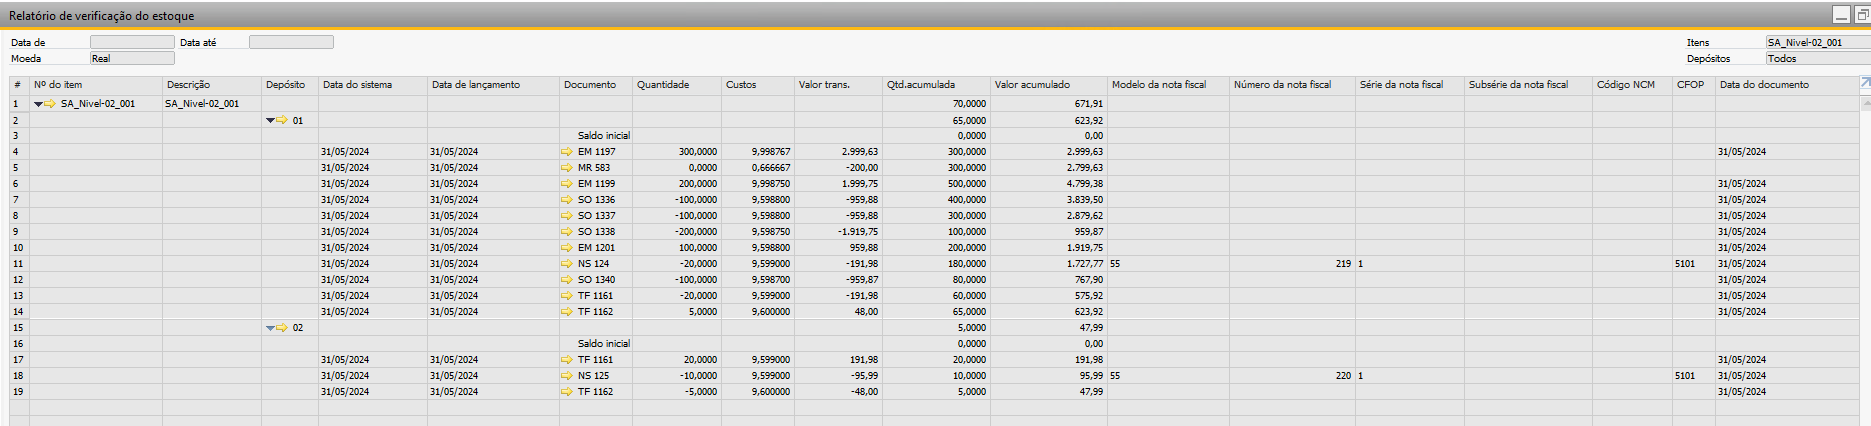 Relatório de verificação do estoque
Data de Data até
Itens SA_Nivel-02_001
Moeda Real
Depósitos Todos
# Nº do item Descrição Depósito Data do sistema Data de lançamento Documento Quantidade Custos Valor trans. Qtd.acumulada Valor acumulado Modelo da nota fiscal Número da nota fiscal Série da nota fiscal Subsérie da nota fiscal Código NCM CFOP Data do documento
1 SA_Nivel-02_001 SA_Nivel-02_001 70,0000 671,91
2 01 65,0000 623,92
3 Saldo inicial 0,0000 0,00
4 31/05/2024 31/05/2024 EM 1197 300,0000 9,998767 2.999,63 300,0000 2.999,63 31/05/2024
5 31/05/2024 31/05/2024 MR 583 0,0000 0,666667 -200,00 300,0000 2.799,63
6 31/05/2024 31/05/2024 EM 1199 200,0000 9,998750 1.999,75 500,0000 4.799,38 31/05/2024
7 31/05/2024 31/05/2024 SO 1336 -100,0000 9,598800 -959,88 400,0000 3.839,50 31/05/2024
8 31/05/2024 31/05/2024 SO 1337 -100,0000 9,598800 -959,88 300,0000 2.879,62 31/05/2024
9 31/05/2024 31/05/2024 SO 1338 -200,0000 9,598750 -1.919,75 100,0000 959,87 31/05/2024
10 31/05/2024 31/05/2024 EM 1201 100,0000 9,598800 959,88 200,0000 1.919,75 31/05/2024
11 31/05/2024 31/05/2024 NS 124 -20,0000 9,599000 -191,98 180,0000 1.727,77 55 219 1 5101 31/05/2024
12 31/05/2024 31/05/2024 SO 1340 -100,0000 9,598700 -959,87 80,0000 767,90 31/05/2024
13 31/05/2024 31/05/2024 TF 1161 -20,0000 9,599000 -191,98 60,0000 575,92 31/05/2024
14 31/05/2024 31/05/2024 TF 1162 5,0000 9,600000 48,00 65,0000 623,92 31/05/2024
15 02 5,0000 47,99
16 Saldo inicial 0,0000 0,00
17 31/05/2024 31/05/2024 TF 1161 20,0000 9,599000 191,98 20,0000 191,98 31/05/2024
18 31/05/2024 31/05/2024 NS 125 -10,0000 9,599000 -95,99 10,0000 95,99 55 220 1 5101 31/05/2024
19 31/05/2024 31/05/2024 TF 1162 -5,0000 9,600000 -48,00 5,0000 47,99 31/05/2024